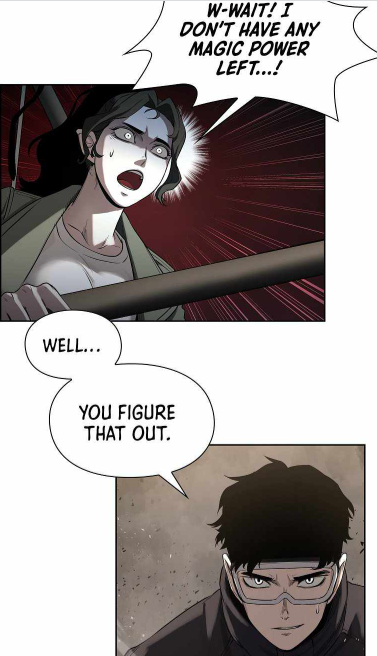 W-WAIT! I
DON'T HAVE ANY
MAGIC POWER
LEFT...!
WELL...
YOU FIGURE
THAT OUT.